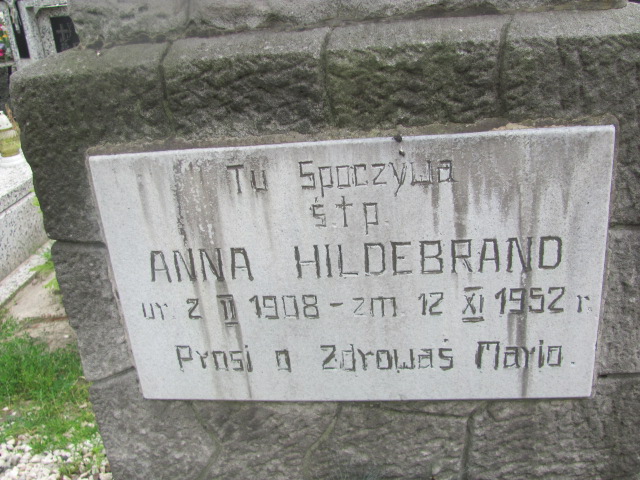 Tu Spoczywa
ś.†p.
ANNA HILDEBRAND
ur. 2 II 1908 - zm. 12 XI 1952 r.
Prosi o Zdrowaś Mario.